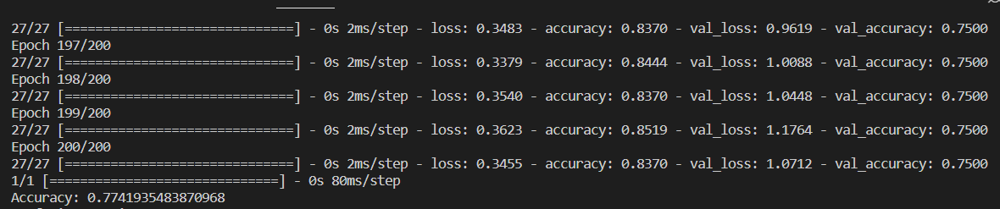 27/27 [==============================] - 0s 2ms/step - loss: 0.3483 - accuracy: 0.8370 - val_loss: 0.9619 - val_accuracy: 0.7500
Epoch 197/200
27/27 [==============================] - 0s 2ms/step - loss: 0.3379 - accuracy: 0.8444 - val_loss: 1.0088 - val_accuracy: 0.7500
Epoch 198/200
27/27 [==============================] - 0s 2ms/step - loss: 0.3540 - accuracy: 0.8370 - val_loss: 1.0448 - val_accuracy: 0.7500
Epoch 199/200
27/27 [==============================] - 0s 2ms/step - loss: 0.3623 - accuracy: 0.8519 - val_loss: 1.1764 - val_accuracy: 0.7500
Epoch 200/200
27/27 [==============================] - 0s 2ms/step - loss: 0.3455 - accuracy: 0.8370 - val_loss: 1.0712 - val_accuracy: 0.7500
1/1 [==============================] - 0s 80ms/step
Accuracy: 0.7741935483870968